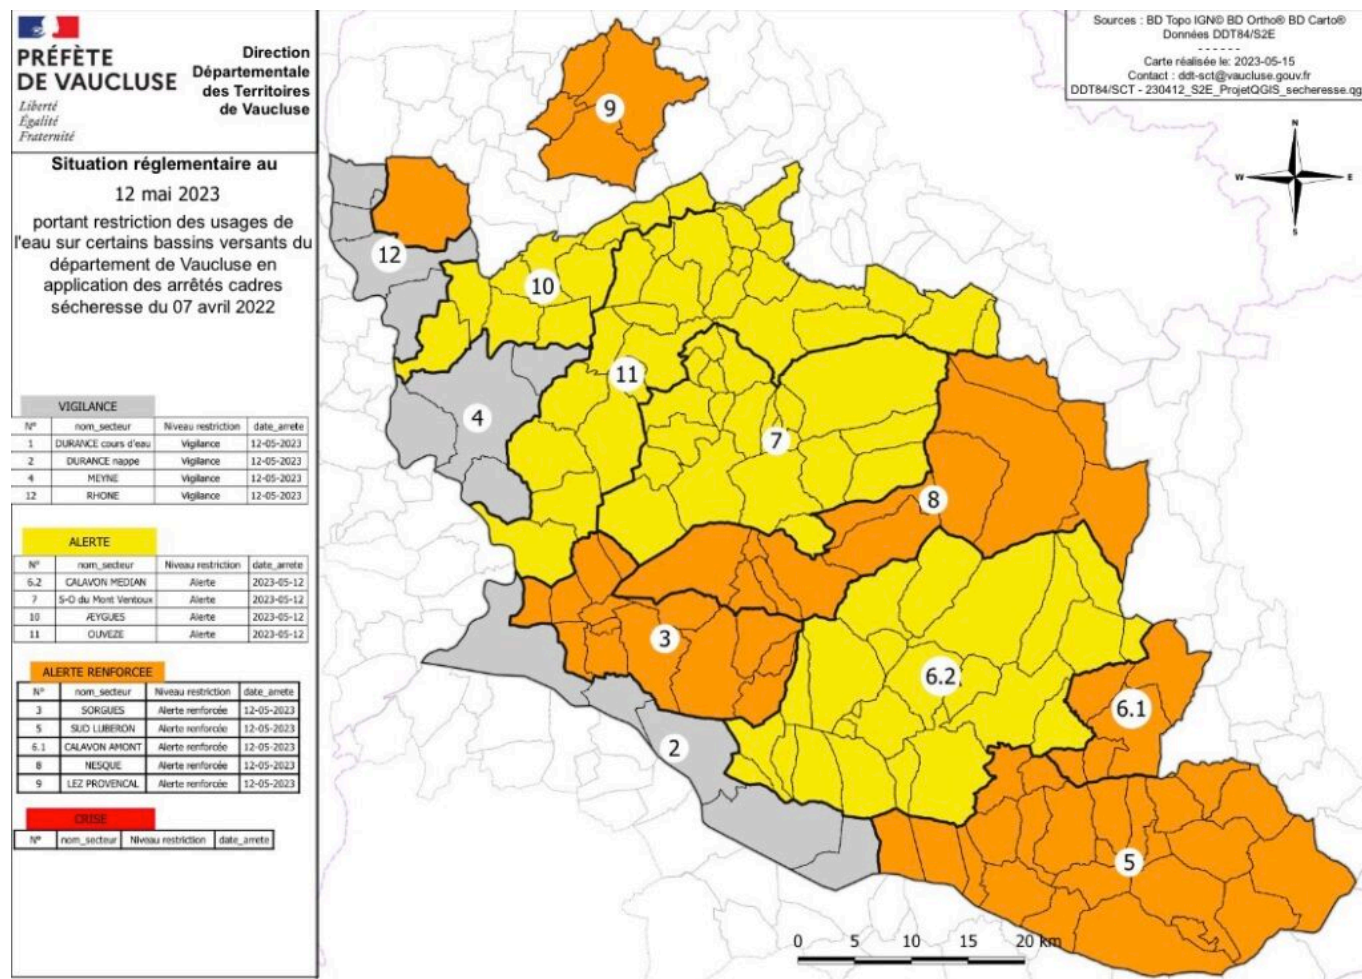 PRÉFÈTE
DE VAUCLUSE
Liberté
Égalité
Fraternité
Direction
Départementale
des Territoires
de Vaucluse
Situation réglementaire au
12 mai 2023
portant restriction des usages de
l'eau sur certains bassins versants du
département de Vaucluse en
application des arrêtés cadres
sécheresse du 07 avril 2022
VIGILANCE
N° nom_secteur Niveau restriction date_arrete
1 DURANCE cours d'eau Vigilance 12-05-2023
2 DURANCE nappe Vigilance 12-05-2023
4 MEYNE Vigilance 12-05-2023
12 RHONE Vigilance 12-05-2023
ALERTE
N° nom_secteur Niveau restriction date_arrete
6.2 CALAVON MEDIAN Alerte 2023-05-12
7 S-O du Mont Ventoux Alerte 2023-05-12
10 ÆYGUES Alerte 2023-05-12
11 OUVEZE Alerte 2023-05-12
ALERTE RENFORCEE
N° nom_secteur Niveau restriction date_arrete
3 SORGUES Alerte renforcée 12-05-2023
5 SUD LUBERON Alerte renforcée 12-05-2023
6.1 CALAVON AMONT Alerte renforcée 12-05-2023
8 NESQUE Alerte renforcée 12-05-2023
9 LEZ PROVENCAL Alerte renforcée 12-05-2023
CRISE
N° nom_secteur Niveau restriction date_arrete
Sources : BD Topo IGN© BD Ortho® BD Carto®
Données DDT84/S2E
- - - - - -
Carte réalisée le: 2023-05-15
Contact : ddt-sct@vaucluse.gouv.fr
DDT84/SCT - 230412_S2E_ProjetQGIS_secheresse.qg
N
W E
S
9
12
10
11
4
7
8
3
6.2
6.1
2
5
0 5 10 15 20 km